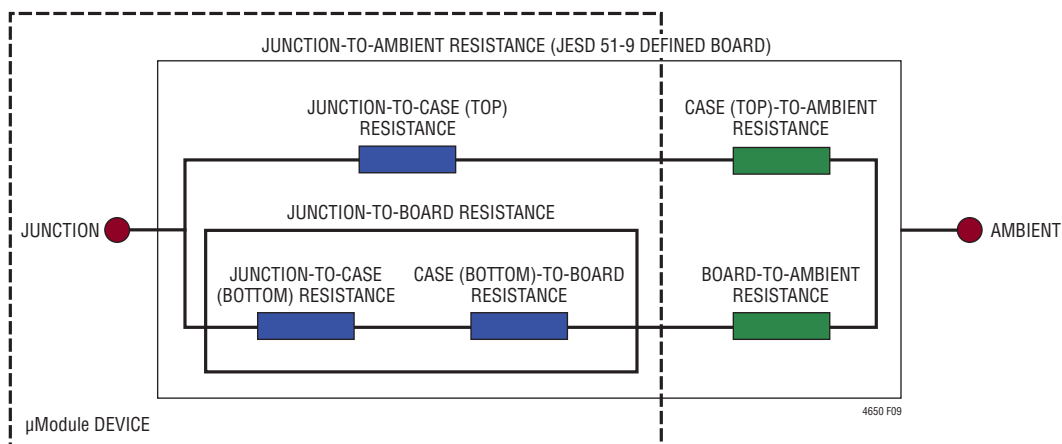 JUNCTION-TO-AMBIENT RESISTANCE (JESD 51-9 DEFINED BOARD)
JUNCTION-TO-CASE (TOP)
RESISTANCE
CASE (TOP)-TO-AMBIENT
RESISTANCE
JUNCTION
JUNCTION-TO-BOARD RESISTANCE
AMBIENT
JUNCTION-TO-CASE
(BOTTOM) RESISTANCE
CASE (BOTTOM)-TO-BOARD
RESISTANCE
BOARD-TO-AMBIENT
RESISTANCE
4650 F09
µModule DEVICE